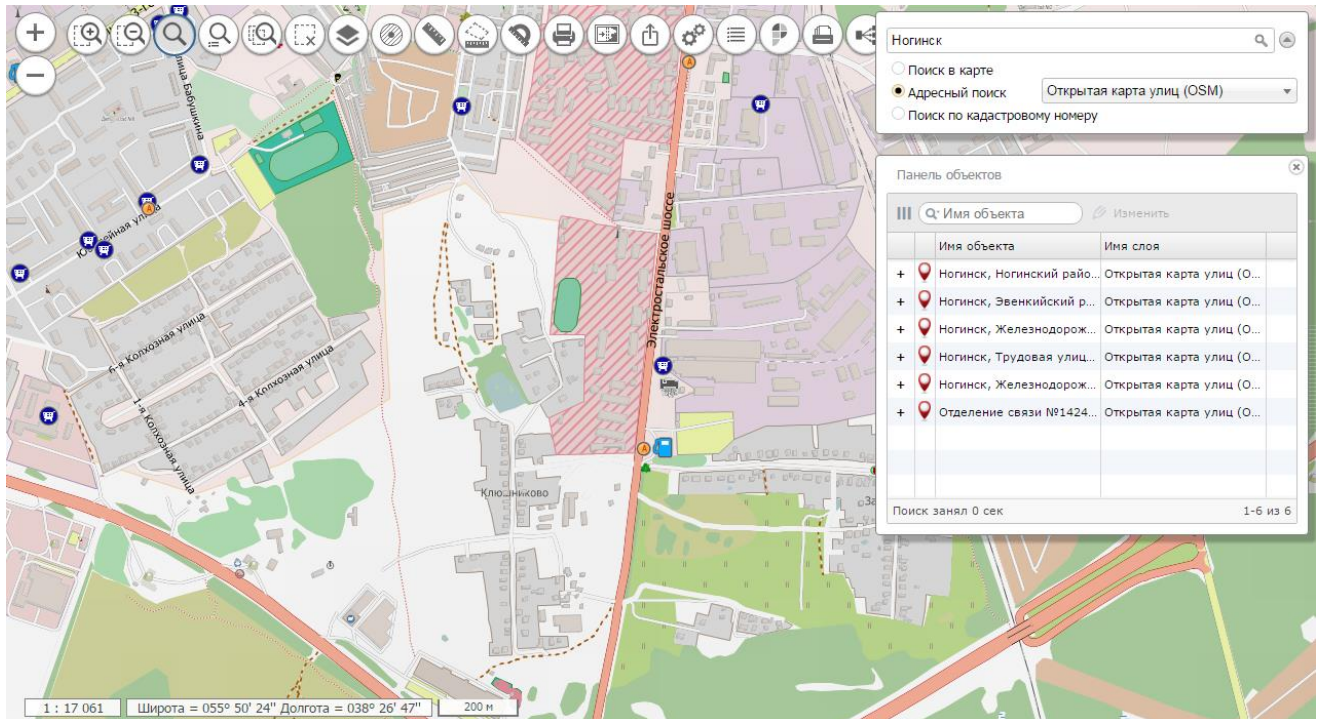 Ногинск
Поиск в карте
Адресный поиск
Открытая карта улиц (OSM)
Поиск по кадастровому номеру
Панель объектов
Имя объекта
Изменить
Имя объекта Имя слоя
+ Ногинск, Ногинский райо... Открытая карта улиц (О...
+ Ногинск, Эвенкийский р... Открытая карта улиц (О...
+ Ногинск, Железнодорож... Открытая карта улиц (О...
+ Ногинск, Трудовая улиц... Открытая карта улиц (О...
+ Ногинск, Железнодорож... Открытая карта улиц (О...
+ Отделение связи №1424... Открытая карта улиц (О...
Поиск занял 0 сек 1-6 из 6
улица Бабушкина
Электростальское шоссе
6-я Колхозная улица
4-я Колхозная улица
1-я Колхозная улица
Клюшниково
1 : 17 061
Широта = 055° 50' 24" Долгота = 038° 26' 47"
200 м